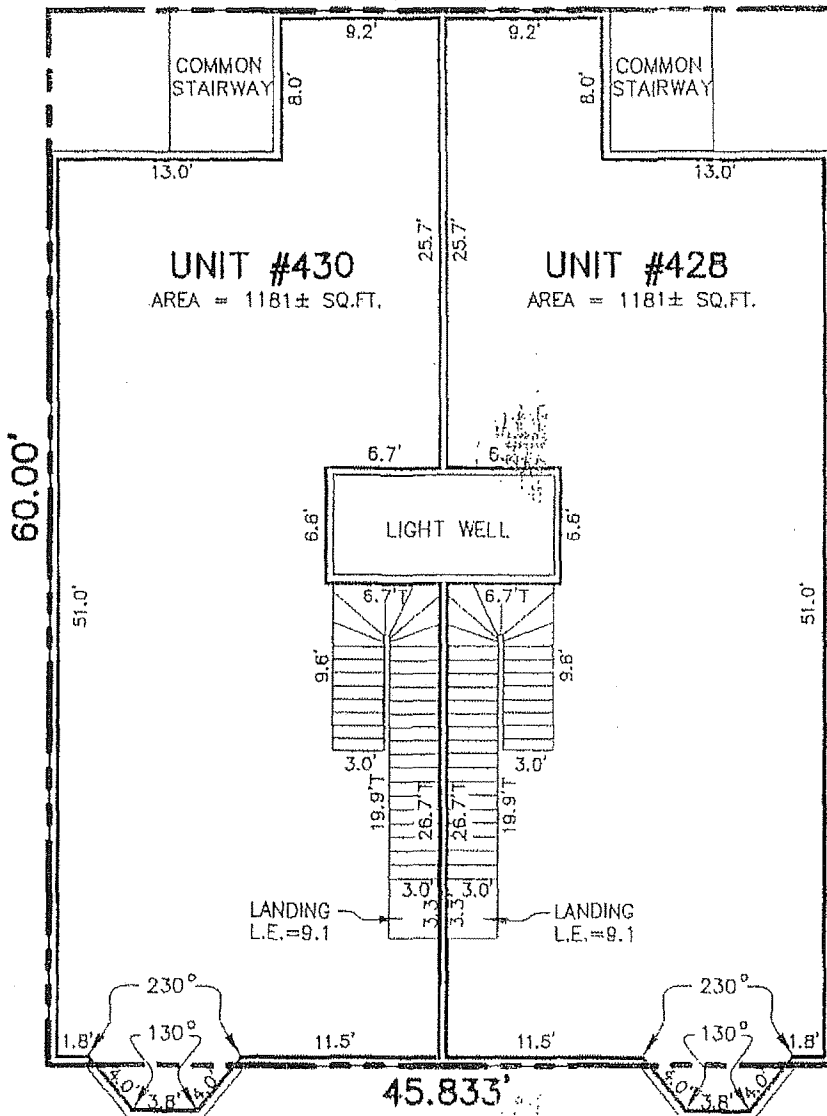 9.2'
9.2'
COMMON
STAIRWAY
8.0'
8.0'
COMMON
STAIRWAY
13.0'
13.0'
25.7'
25.7'
UNIT #430
AREA = 1181± SQ.FT.
UNIT #428
AREA = 1181± SQ.FT.
60.00'
6.7'
6.6'
LIGHT WELL
6.6'
51.0'
6.7'T
6.7'T
9.6'
9.6'
3.0'
3.0'
19.9'T
26.7'T
26.7'T
19.9'T
3.0'
3.0'
LANDING
L.E.=9.1
3.3'
3.3'
LANDING
L.E.=9.1
230°
230°
1.8'
130°
11.5'
11.5'
130°
1.8'
4.0'
3.8'
4.0'
45.833'
4.0'
3.8'
4.0'